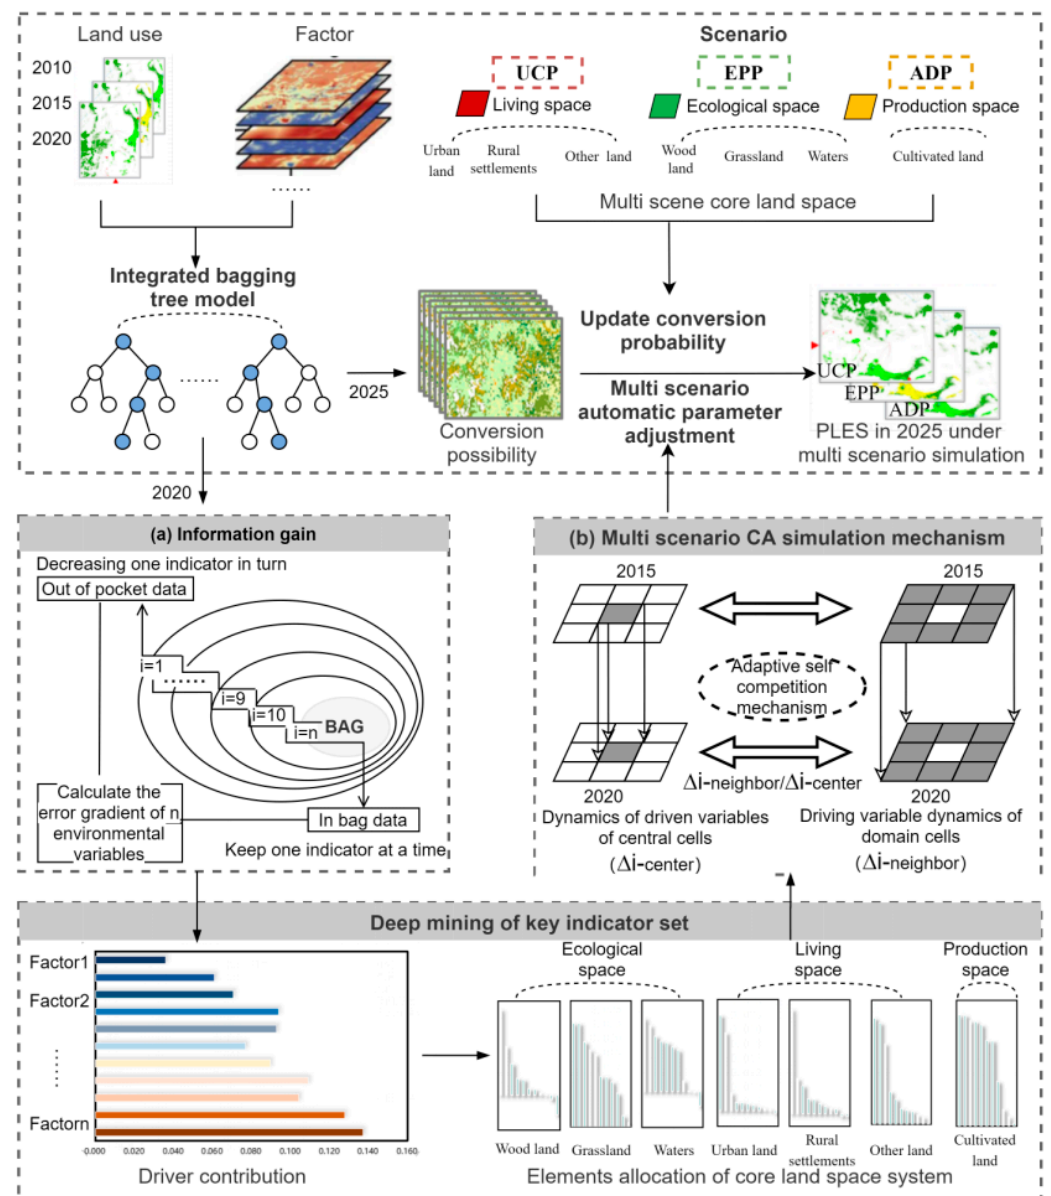 Land use
Factor
Scenario
2010
2015
2020
UCP
EPP
ADP
Living space
Ecological space
Production space
Urban
land
Rural
settlements
Other land
Wood
land
Grassland
Waters
Cultivated land
......
Multi scene core land space
Integrated bagging
tree model
......
2025
Conversion
possibility
Update conversion
probability
Multi scenario
automatic parameter
adjustment
UCP
EPP
ADP
PLES in 2025 under
multi scenario simulation
2020
(a) Information gain
Decreasing one indicator in turn
Out of pocket data
i=1
......
i=9
i=10
i=n
BAG
Calculate the
error gradient of n
environmental
variables
In bag data
Keep one indicator at a time
(b) Multi scenario CA simulation mechanism
2015
2015
Adaptive self
competition
mechanism
Δi-neighbor/Δi-center
2020
2020
Dynamics of driven variables
of central cells
(Δi-center)
Driving variable dynamics of
domain cells
(Δi-neighbor)
Deep mining of key indicator set
Factor1
Factor2
......
Factorn
-0.000 0.020 0.040 0.060 0.080 0.100 0.120 0.140 0.160
Driver contribution
Ecological
space
Living
space
Production
space
Wood land
Grassland
Waters
Urban land
Rural
settlements
Other land
Cultivated
land
Elements allocation of core land space system